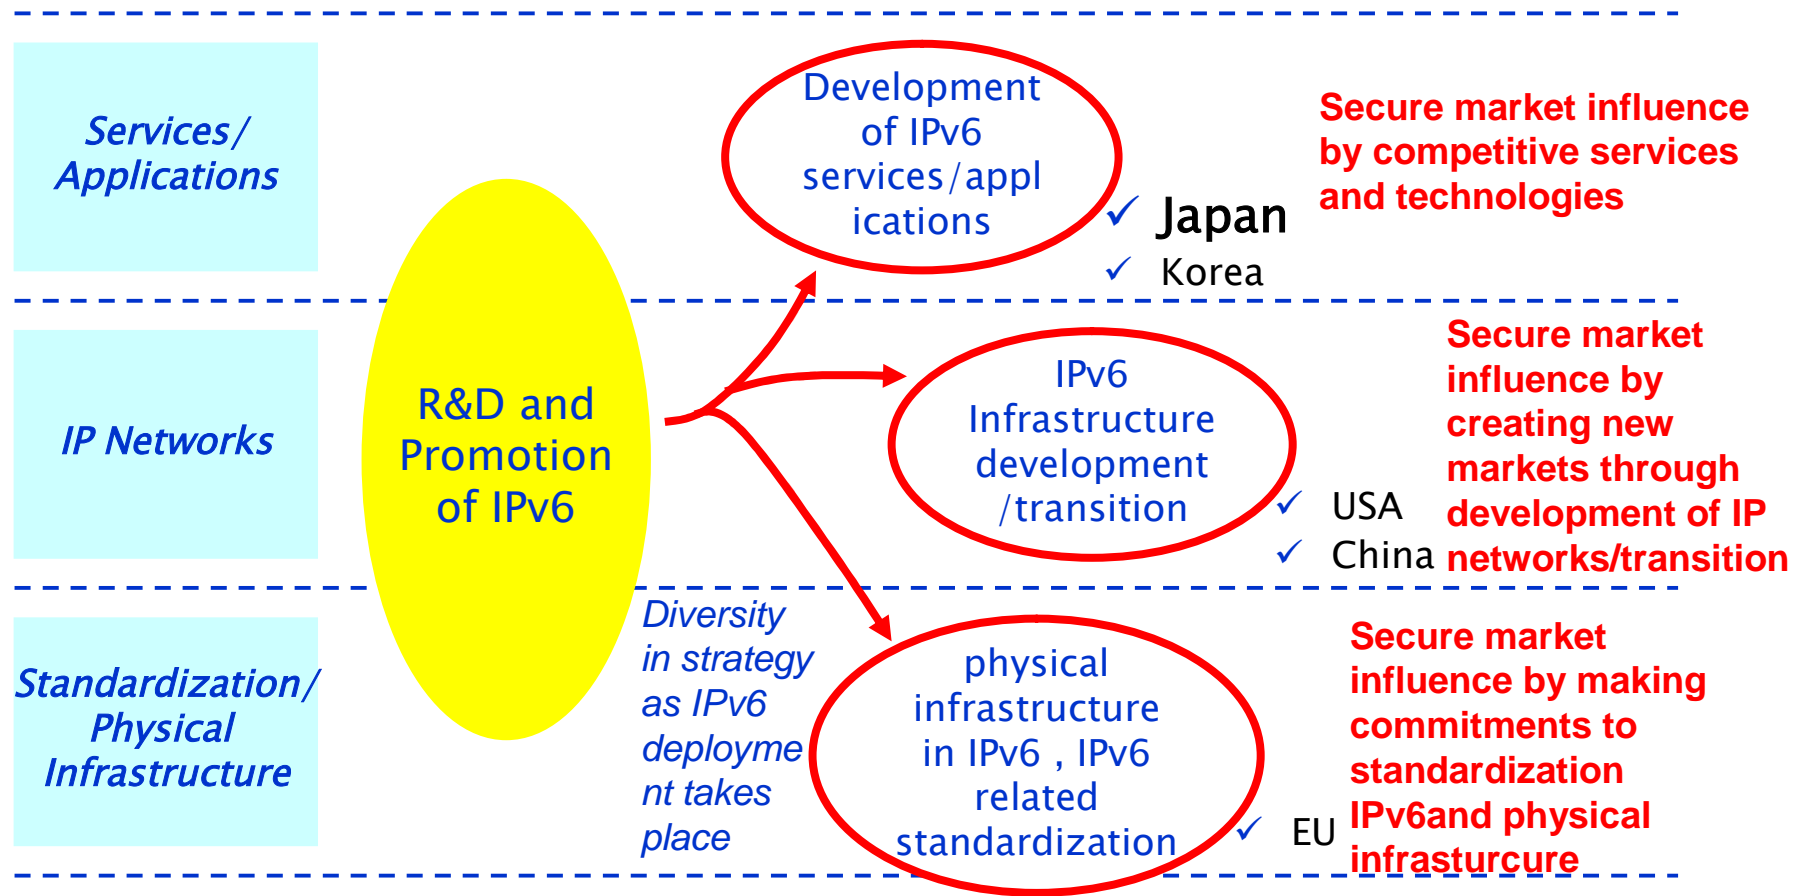 Services/
Applications
Development
of IPv6
services/appl
ications
✓ Japan
✓ Korea
Secure market influence
by competitive services
and technologies
IP Networks
R&D and
Promotion
of IPv6
IPv6
Infrastructure
development
/transition
✓ USA
✓ China
Secure market
influence by
creating new
markets through
development of IP
networks/transition
Standardization/
Physical
Infrastructure
Diversity
in strategy
as IPv6
deployme
nt takes
place
physical
infrastructure
in IPv6 , IPv6
related
standardization
✓ EU
Secure market
influence by making
commitments to
standardization
IPv6and physical
infrasturcure